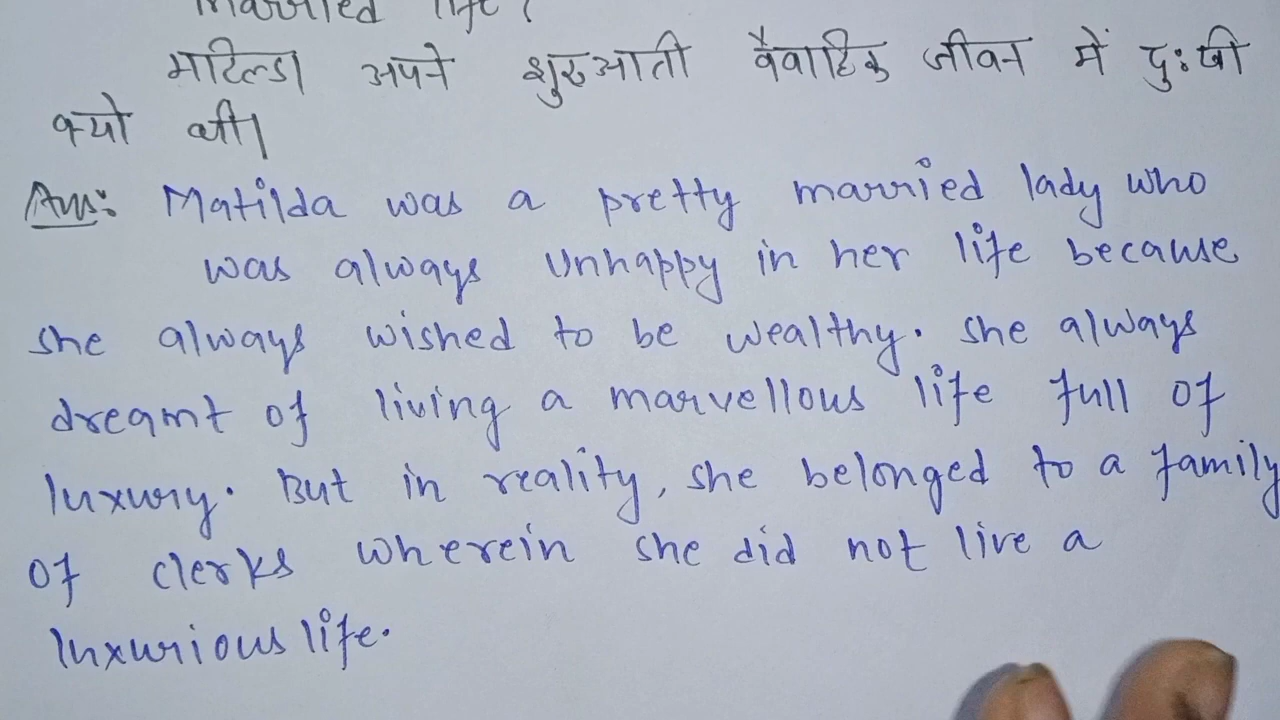 Married life?
माटिल्डा अपने शुरुआती वैवाहिक जीवन में दुःखी
क्यो थी।
Ans: Matilda was a pretty married lady who
was always unhappy in her life because
she always wished to be wealthy. She always
dreamt of living a marvellous life full of
luxury. But in reality, she belonged to a family
of clerks wherein she did not live a
luxurious life.